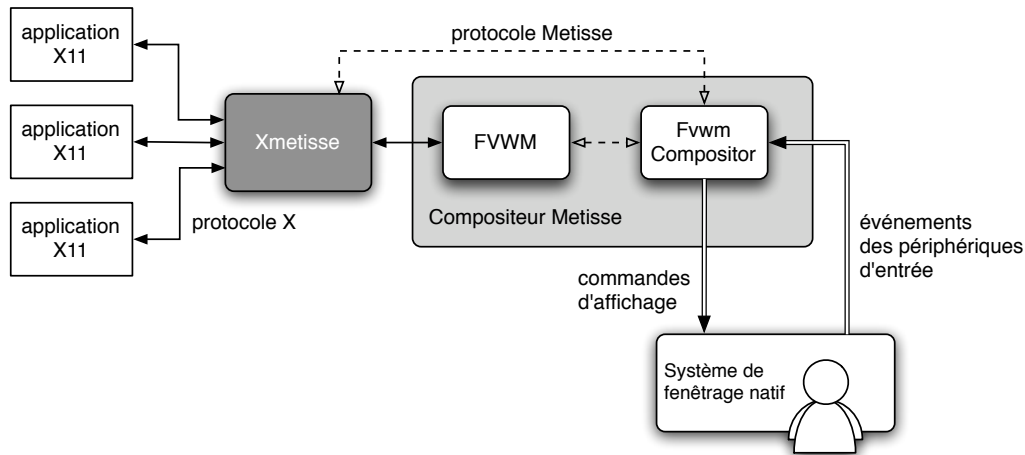 application
X11
application
X11
application
X11
protocole Metisse
Xmetisse
protocole X
FVWM
Fvwm
Compositor
Compositeur Metisse
commandes
d'affichage
événements
des périphériques
d'entrée
Système de
fenêtrage natif